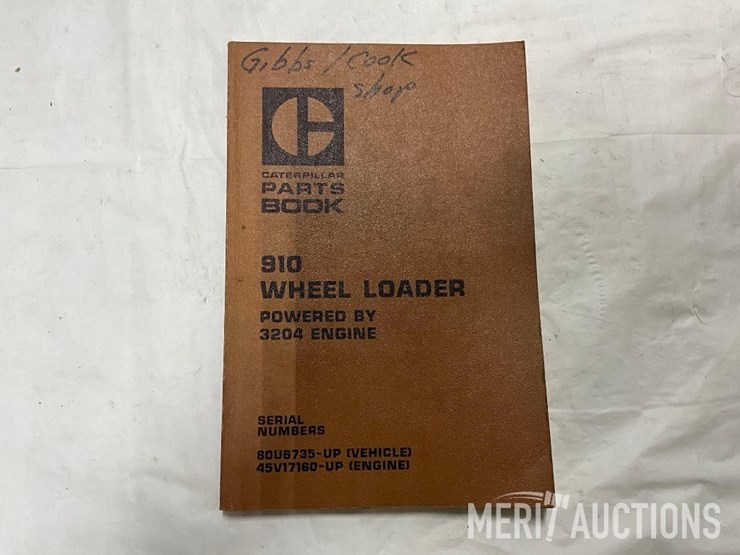 Gibbs / Cook
Shop
CATERPILLAR
PARTS
BOOK
910
WHEEL LOADER
POWERED BY
3204 ENGINE
SERIAL
NUMBERS
80U6735-UP (VEHICLE)
45V17160-UP (ENGINE)
MERIT AUCTIONS